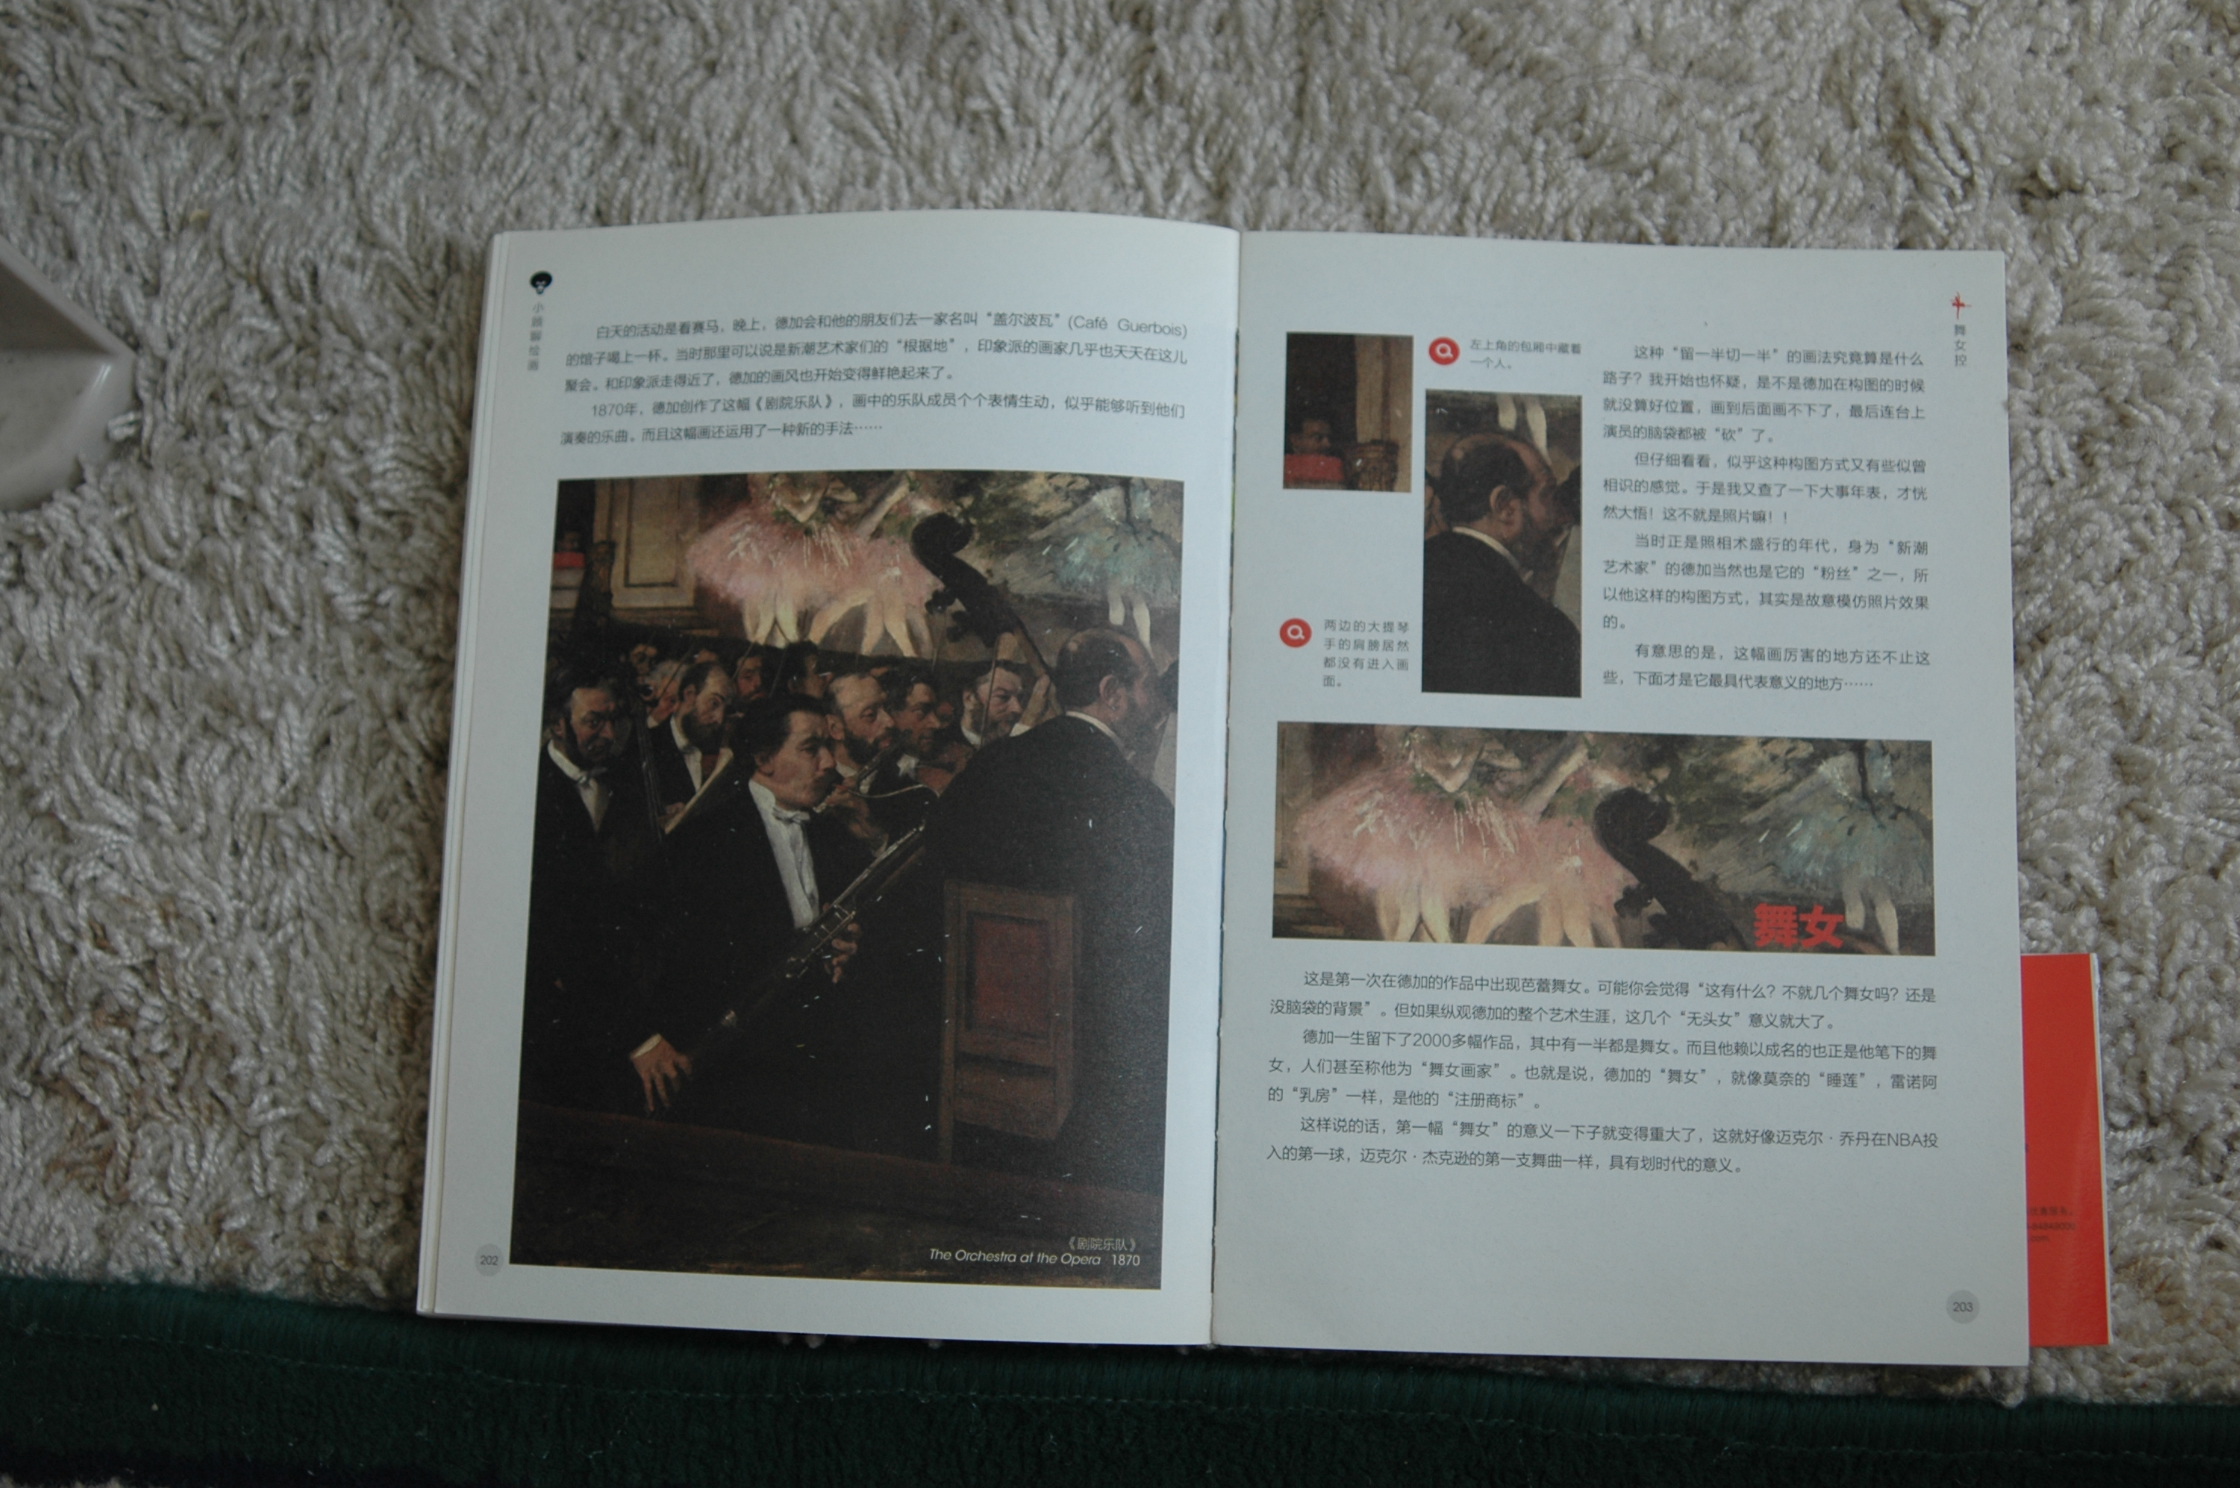 小顾聊绘画
白天的活动是看赛马，晚上，德加会和他的朋友们去一家名叫“盖尔波瓦”(Café Guerbois)
的馆子喝上一杯。当时那里可以说是新潮艺术家们的“根据地”，印象派的画家几乎也天天在这儿
聚会。和印象派走得近了，德加的画风也开始变得鲜艳起来了。
1870年，德加创作了这幅《剧院乐队》，画中的乐队成员个个表情生动，似乎能够听到他们
演奏的乐曲。而且这幅画还运用了一种新的手法……
《剧院乐队》
The Orchestra at the Opera 1870
202
十
舞女控
左上角的包厢中藏着
一个人。
两边的大提琴
手的肩膀居然
都没有进入画
面。
这种“留一半切一半”的画法究竟算是什么
路子？我开始也怀疑，是不是德加在构图的时候
就没算好位置，画到后面画不下了，最后连台上
演员的脑袋都被“砍”了。
但仔细看看，似乎这种构图方式又有些似曾
相识的感觉。于是我又查了一下大事年表，才恍
然大悟！这不就是照片嘛！！
当时正是照相术盛行的年代，身为“新潮
艺术家”的德加当然也是它的“粉丝”之一，所
以他这样的构图方式，其实是故意模仿照片效果
的。
有意思的是，这幅画厉害的地方还不止这
些，下面才是它最具代表意义的地方……
舞女
这是第一次在德加的作品中出现芭蕾舞女。可能你会觉得“这有什么？不就几个舞女吗？还是
没脑袋的背景”。但如果纵观德加的整个艺术生涯，这几个“无头女”意义就大了。
德加一生留下了2000多幅作品，其中有一半都是舞女。而且他赖以成名的也正是他笔下的舞
女，人们甚至称他为“舞女画家”。也就是说，德加的“舞女”，就像莫奈的“睡莲”，雷诺阿
的“乳房”一样，是他的“注册商标”。
这样说的话，第一幅“舞女”的意义一下子就变得重大了，这就好像迈克尔·乔丹在NBA投
入的第一球，迈克尔·杰克逊的第一支舞曲一样，具有划时代的意义。
203